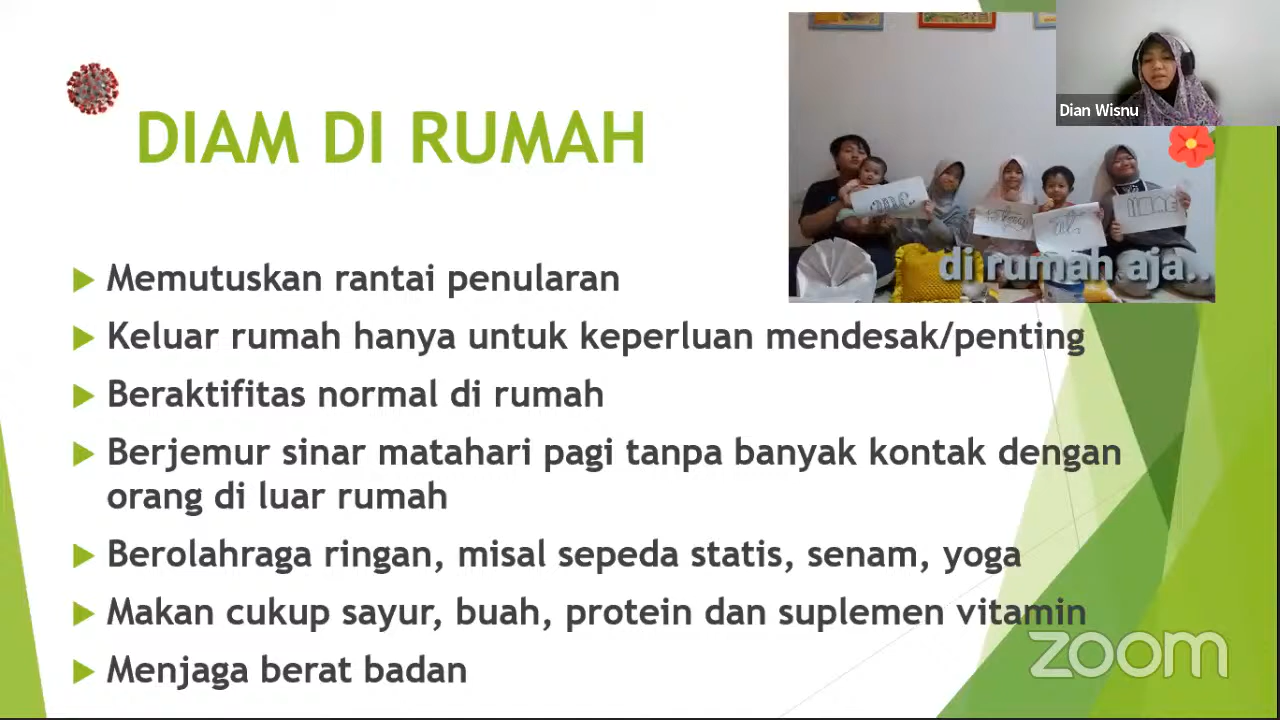 DIAM DI RUMAH
Dian Wisnu
di rumah aja..
Memutuskan rantai penularan
Keluar rumah hanya untuk keperluan mendesak/penting
Beraktifitas normal di rumah
Berjemur sinar matahari pagi tanpa banyak kontak dengan
orang di luar rumah
Berolahraga ringan, misal sepeda statis, senam, yoga
Makan cukup sayur, buah, protein dan suplemen vitamin
Menjaga berat badan
zoom